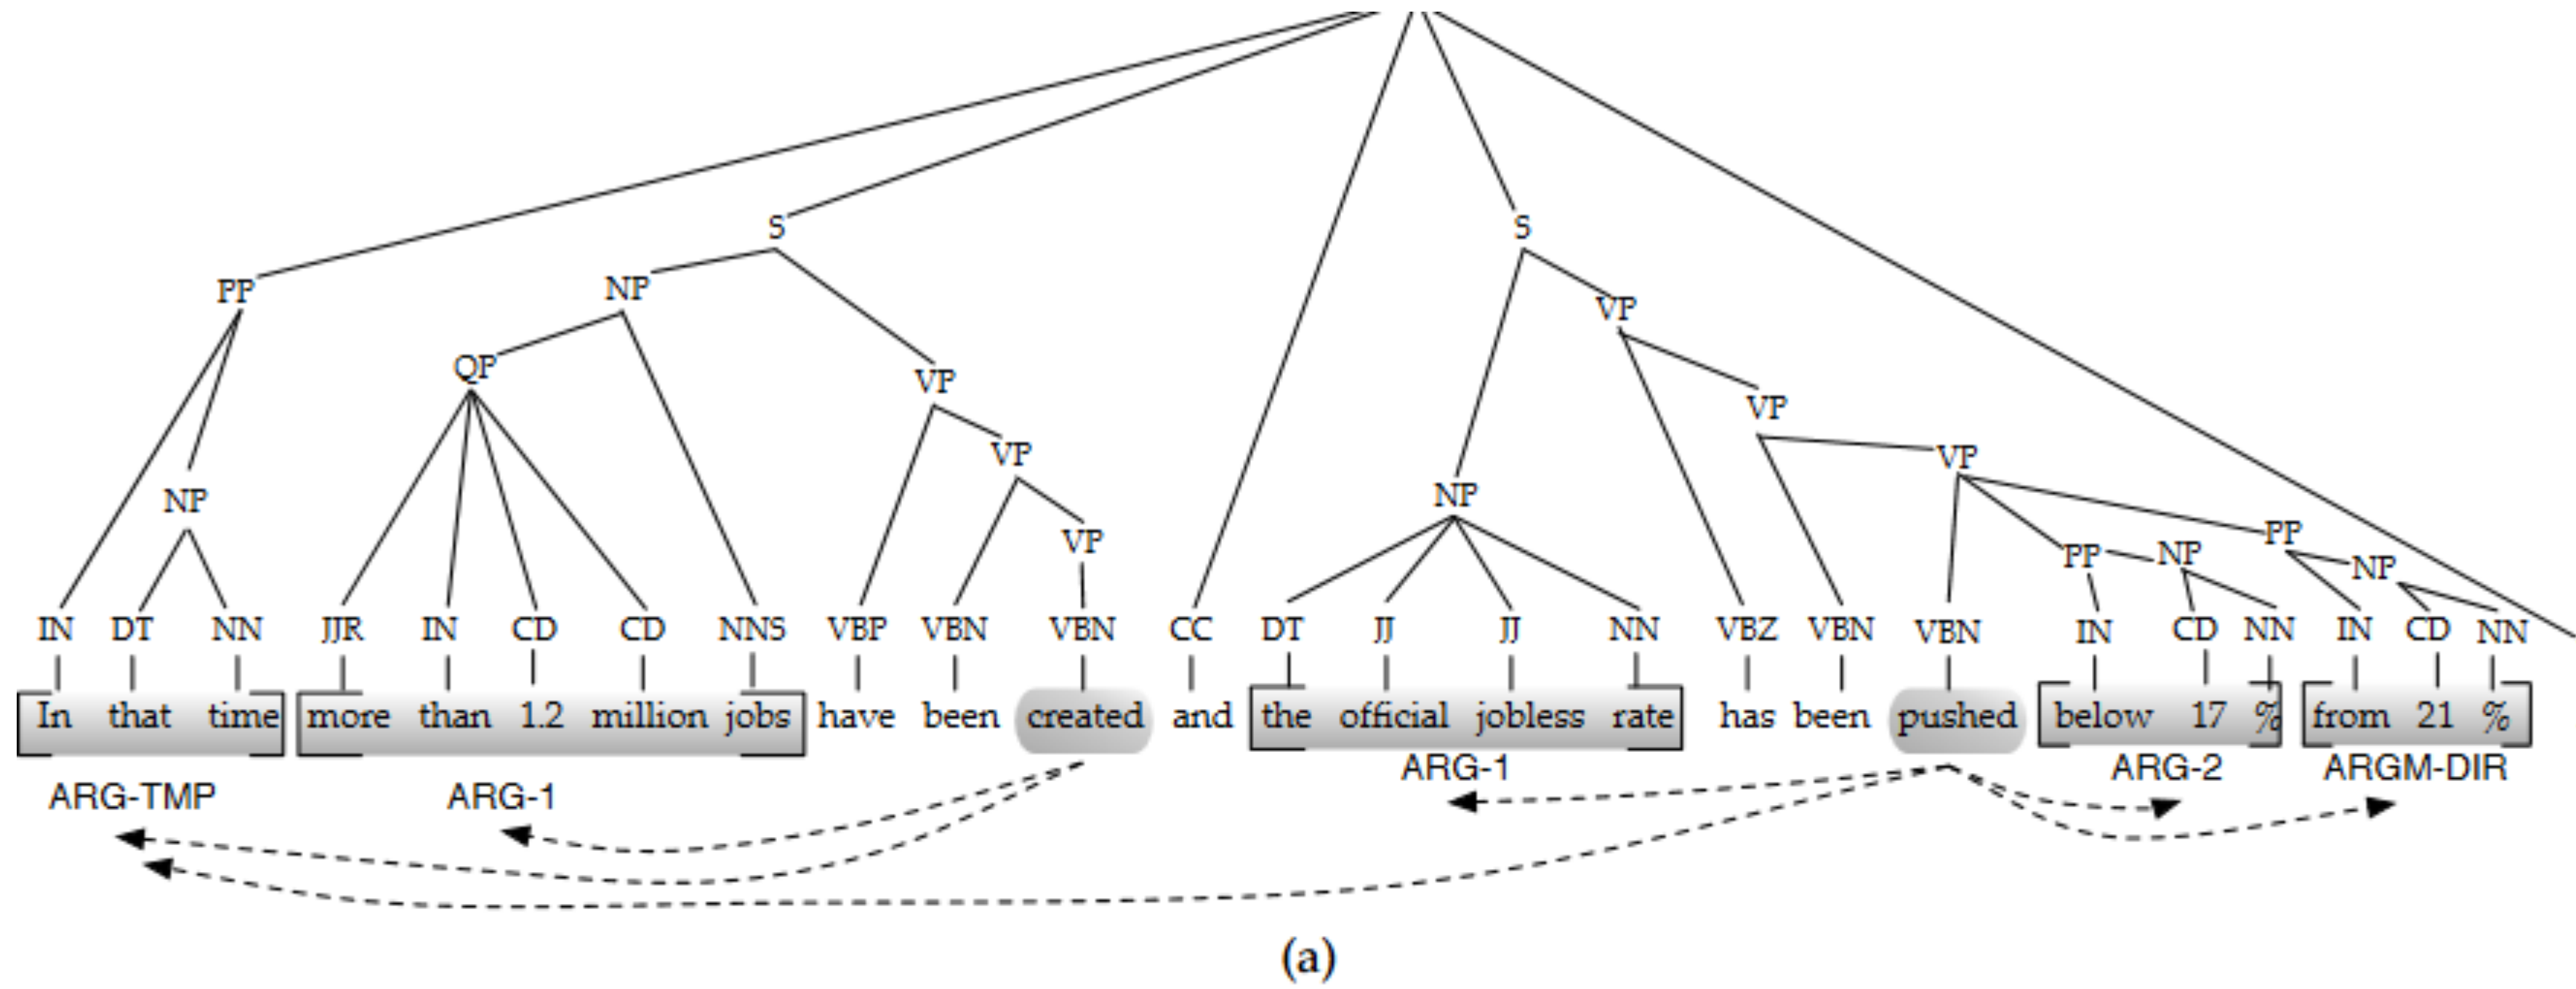 S S
PP NP VP
QP VP VP
VP VP
NP NP PP
VP PP NP NP
IN DT NN JJR IN CD CD NNS VBP VBN VBN CC DT JJ JJ NN VBZ VBN VBN IN CD NN IN CD NN
In that time more than 1.2 million jobs have been created and the official jobless rate has been pushed below 17 % from 21 %
ARG-1 ARG-2 ARGM-DIR
ARG-TMP ARG-1
(a)